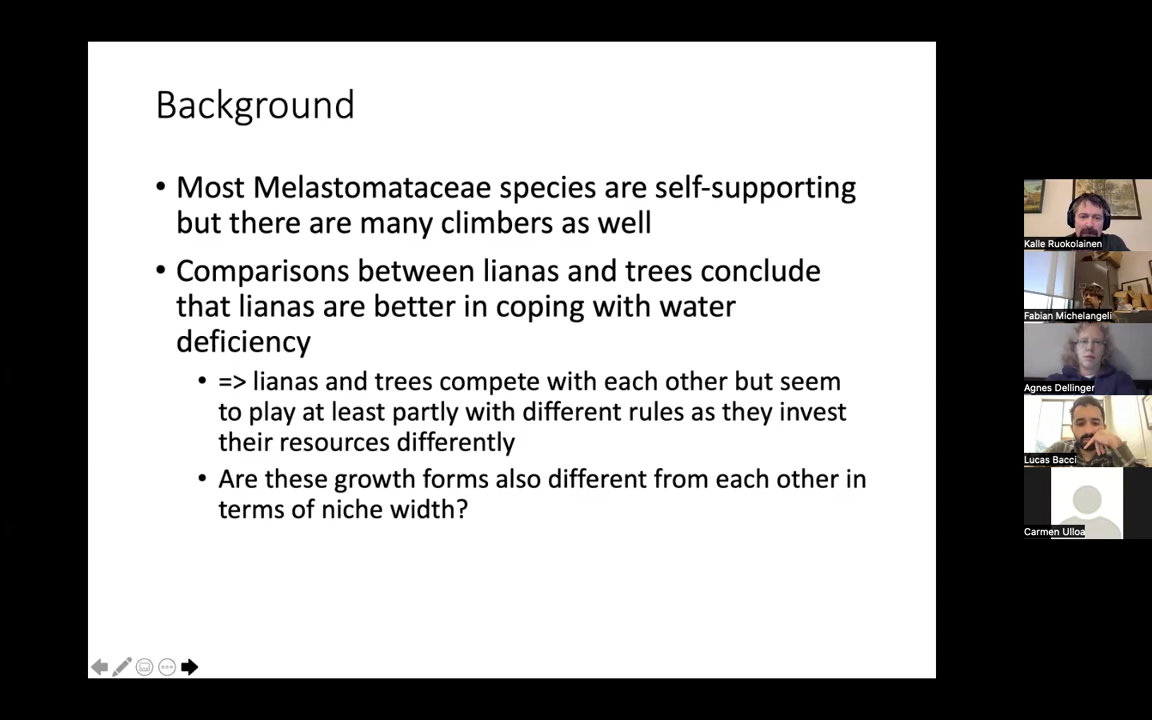 Background
• Most Melastomataceae species are self-supporting
but there are many climbers as well
• Comparisons between lianas and trees conclude
that lianas are better in coping with water
deficiency
• => lianas and trees compete with each other but seem
to play at least partly with different rules as they invest
their resources differently
• Are these growth forms also different from each other in
terms of niche width?
Kalle Ruokolainen
Fabian Michelangeli
Agnes Dellinger
Lucas Bacci
Carmen Ulloa